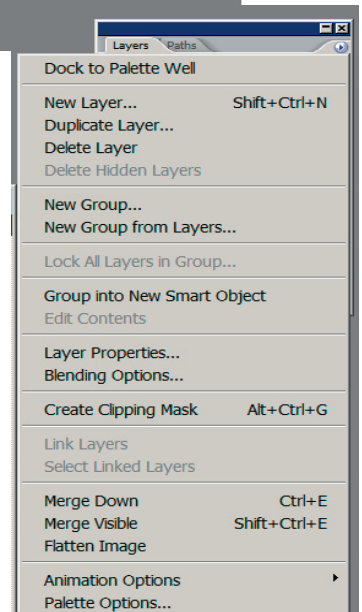 Layers Paths
Dock to Palette Well
New Layer... Shift+Ctrl+N
Duplicate Layer...
Delete Layer
Delete Hidden Layers
New Group...
New Group from Layers...
Lock All Layers in Group...
Group into New Smart Object
Edit Contents
Layer Properties...
Blending Options...
Create Clipping Mask Alt+Ctrl+G
Link Layers
Select Linked Layers
Merge Down Ctrl+E
Merge Visible Shift+Ctrl+E
Flatten Image
Animation Options
Palette Options...